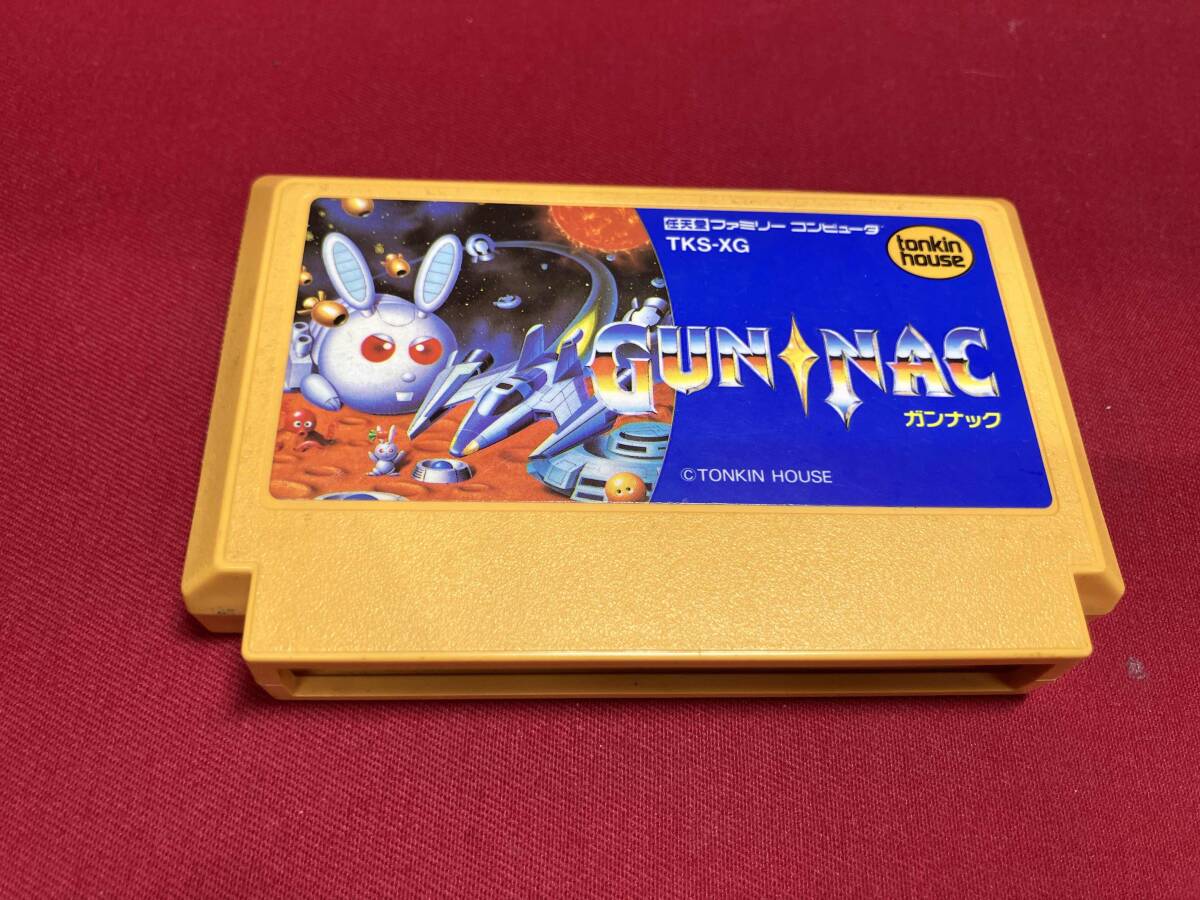 任天堂 ファミリー コンピュータ
TKS-XG
tonkin
house
GUN NAC
ガンナック
©TONKIN HOUSE